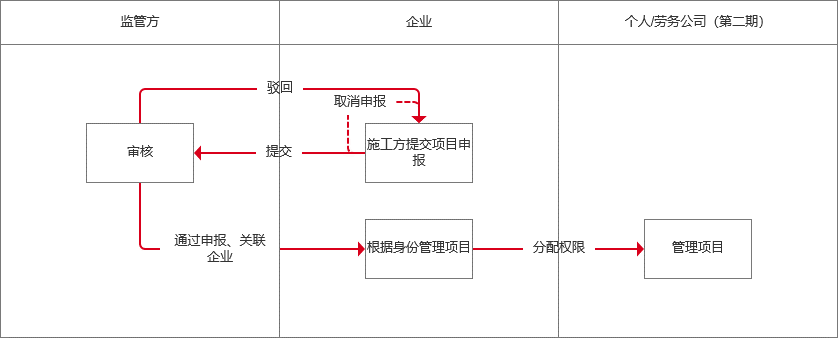 监管方
企业
个人/劳务公司（第二期）
驳回
取消申报
审核
提交
施工方提交项目申
报
通过申报、关联
企业
根据身份管理项目
分配权限
管理项目